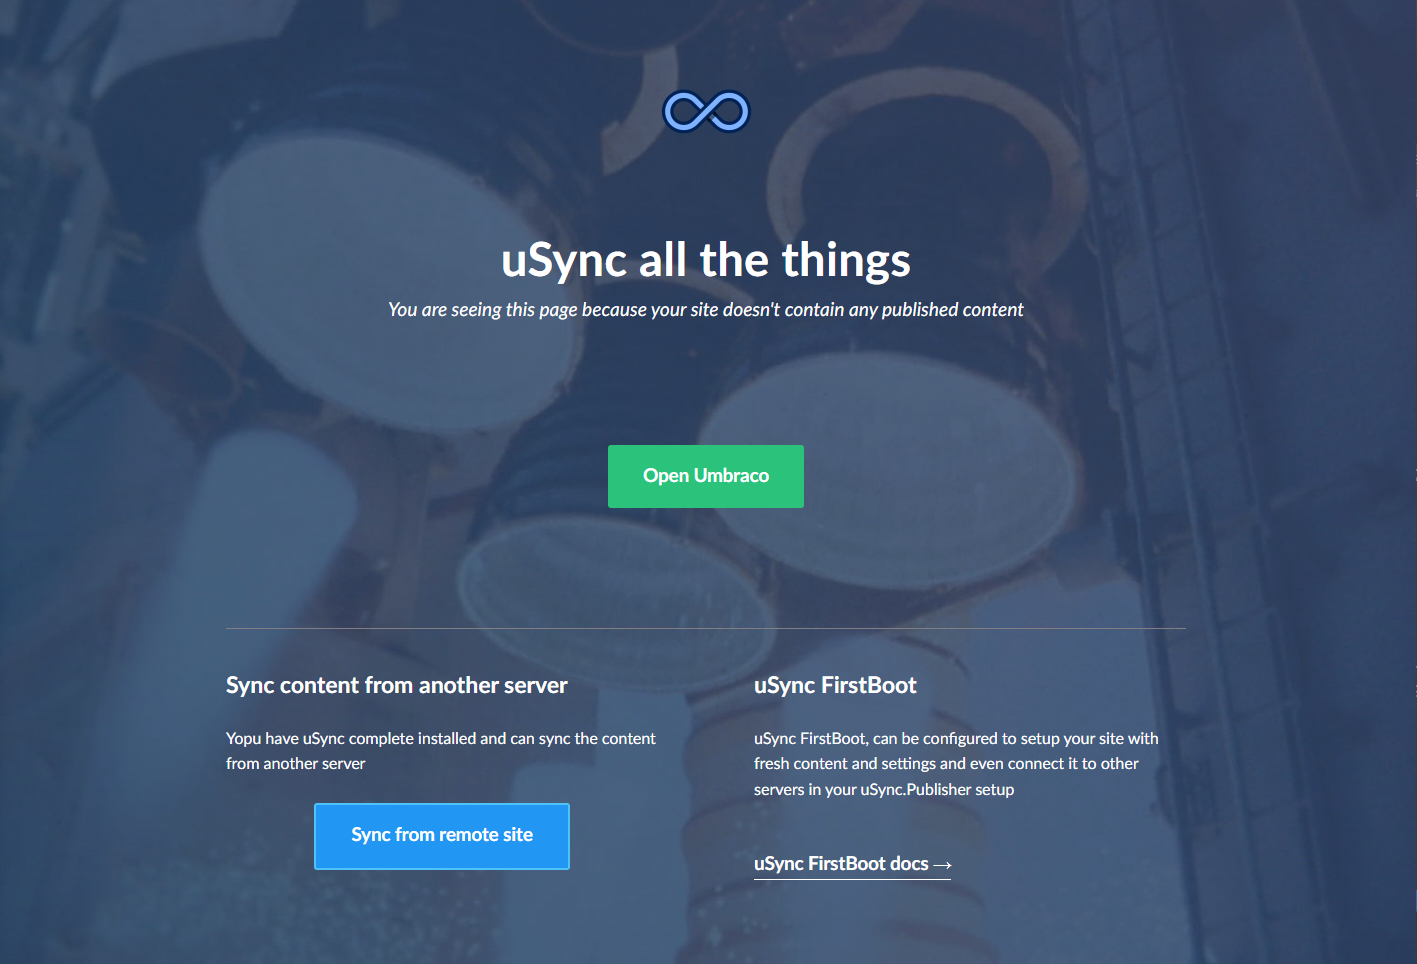 uSync all the things
You are seeing this page because your site doesn't contain any published content
Open Umbraco
Sync content from another server
Yopu have uSync complete installed and can sync the content
from another server
Sync from remote site
uSync FirstBoot
uSync FirstBoot, can be configured to setup your site with
fresh content and settings and even connect it to other
servers in your uSync.Publisher setup
uSync FirstBoot docs →